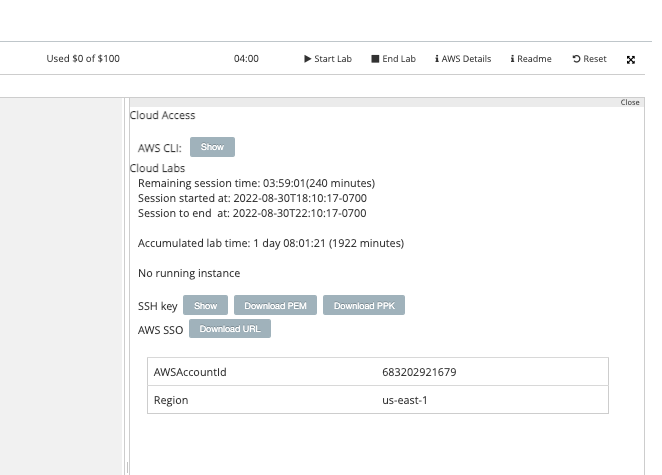 Used $0 of $100 04:00 Start Lab End Lab AWS Details Readme Reset
Close
Cloud Access
AWS CLI: Show
Cloud Labs
Remaining session time: 03:59:01(240 minutes)
Session started at: 2022-08-30T18:10:17-0700
Session to end at: 2022-08-30T22:10:17-0700
Accumulated lab time: 1 day 08:01:21 (1922 minutes)
No running instance
SSH key Show Download PEM Download PPK
AWS SSO Download URL
AWSAccountId 683202921679
Region us-east-1